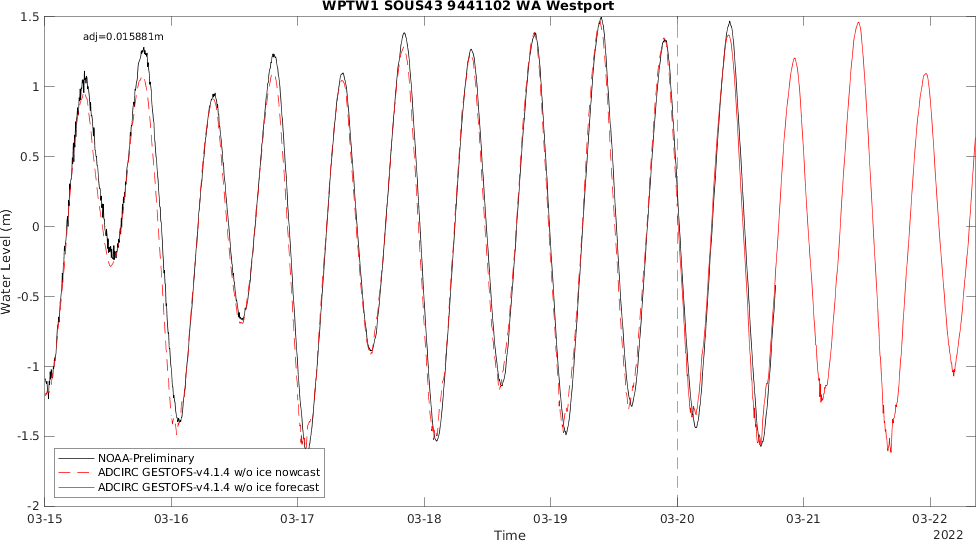 WPTW1 SOUS43 9441102 WA Westport
adj=0.015881m
1.5
1
0.5
0
-0.5
-1
-1.5
-2
Water Level (m)
NOAA-Preliminary
ADCIRC GESTOFS-v4.1.4 w/o ice nowcast
ADCIRC GESTOFS-v4.1.4 w/o ice forecast
03-15 03-16 03-17 03-18 03-19 03-20 03-21 03-22
Time
2022